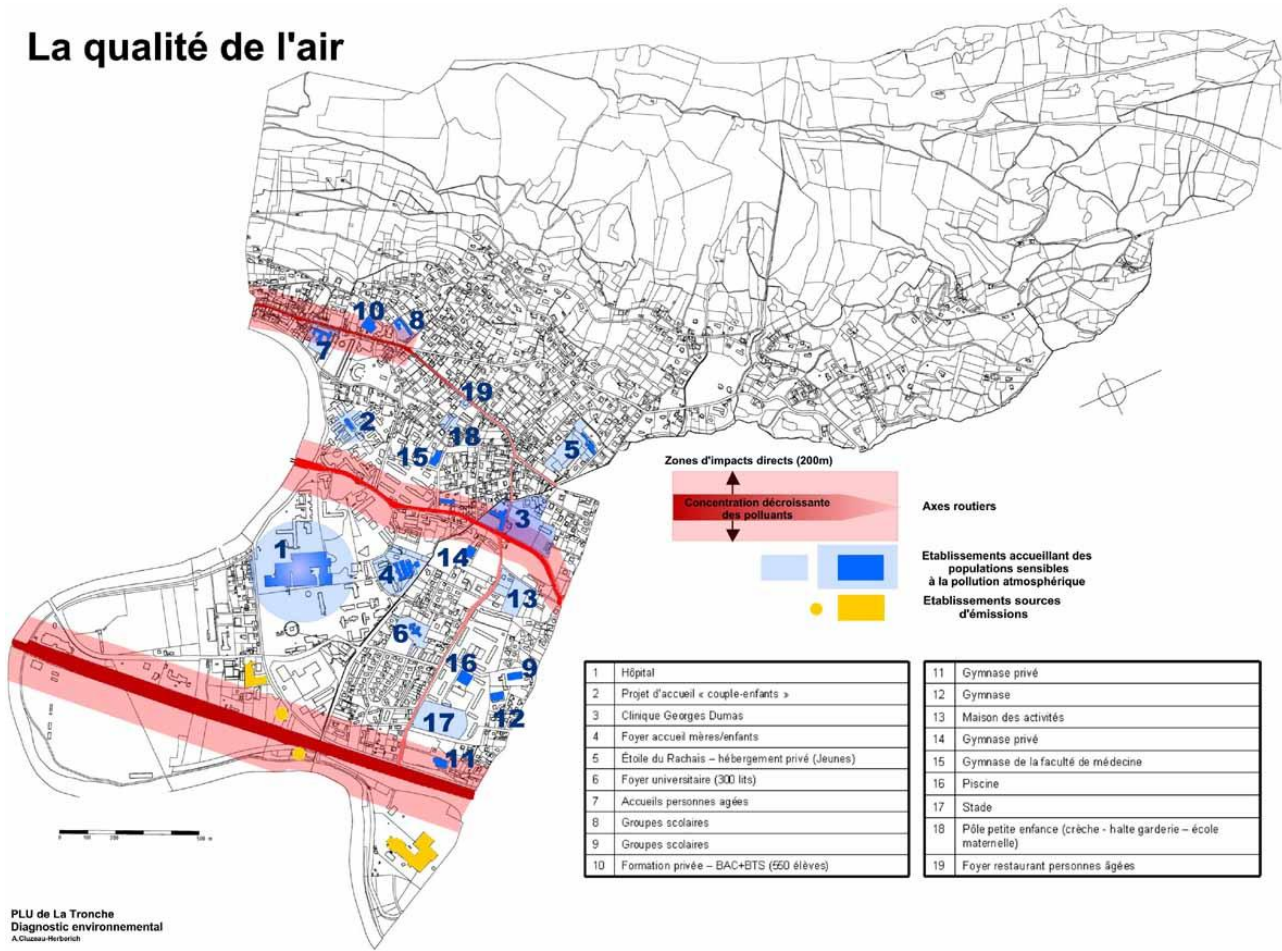 La qualité de l'air
10
8
7
19
2
18
15
5
3
1
14
4
13
6
16
9
12
17
11
Zones d'impacts directs (200m)
Concentration décroissante
des polluants
Axes routiers
Etablissements accueillant des
populations sensibles
à la pollution atmosphérique
Etablissements sources
d'émissions
1 Hôpital
2 Projet d'accueil « couple-enfants »
3 Clinique Georges Dumas
4 Foyer accueil mères/enfants
5 Étoile du Rachais – hébergement privé (Jeunes)
6 Foyer universitaire (300 lits)
7 Accueils personnes agées
8 Groupes scolaires
9 Groupes scolaires
10 Formation privée – BAC+BTS (550 élèves)
11 Gymnase privé
12 Gymnase
13 Maison des activités
14 Gymnase privé
15 Gymnase de la faculté de médecine
16 Piscine
17 Stade
18 Pôle petite enfance (crèche - halte garderie – école
maternelle)
19 Foyer restaurant personnes âgées
PLU de La Tronche
Diagnostic environnemental
A.Cluzeau-Herberich